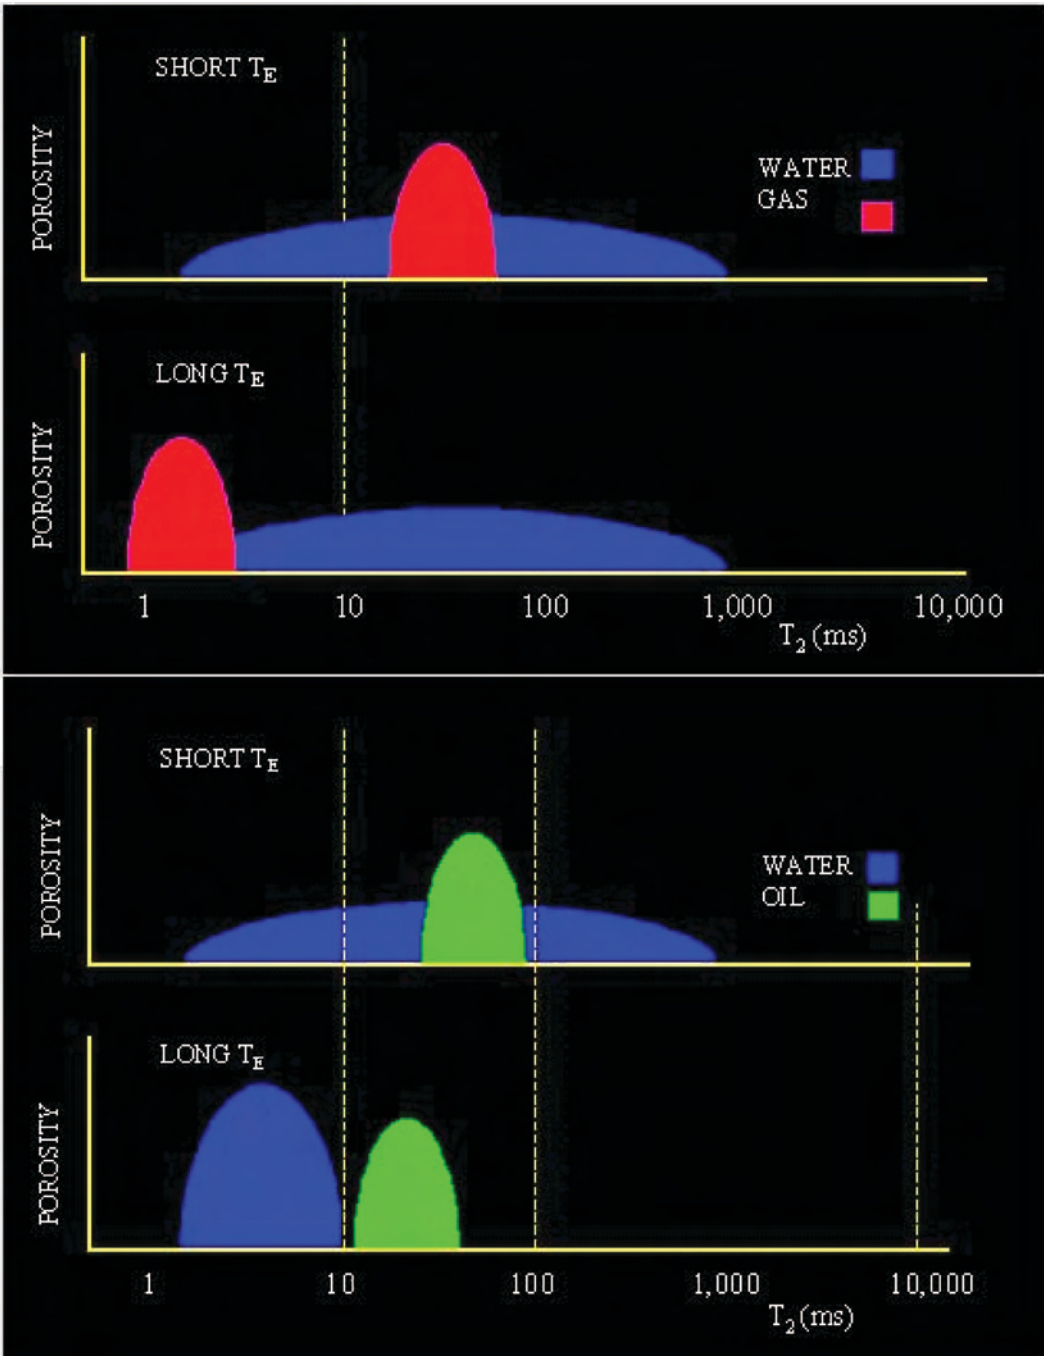 SHORT TE
POROSITY
WATER
GAS
LONG TE
POROSITY
1 10 100 1,000 10,000
T2 (ms)
SHORT TE
POROSITY
WATER
OIL
LONG TE
POROSITY
1 10 100 1,000 10,000
T2 (ms)